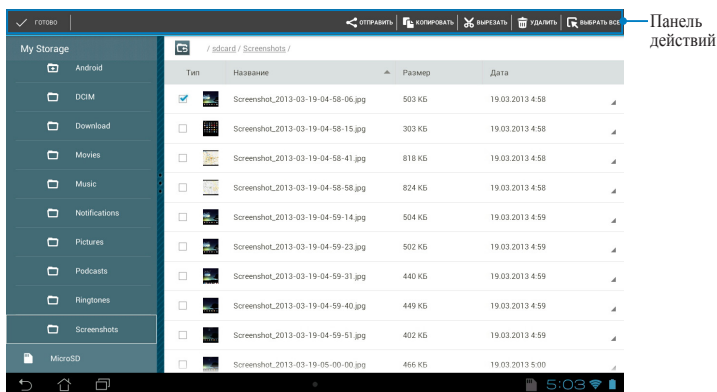 ГОТОВО ОТПРАВИТЬ КОПИРОВАТЬ ВЫРЕЗАТЬ УДАЛИТЬ ВЫБРАТЬ ВСЕ
Панель
действий
My Storage
Android
DCIM
Download
Movies
Music
Notifications
Pictures
Podcasts
Ringtones
Screenshots
MicroSD
/ sdcard / Screenshots /
Тип Название Размер Дата
Screenshot_2013-03-19-04-58-06.jpg 503 КБ 19.03.2013 4:58
Screenshot_2013-03-19-04-58-15.jpg 303 КБ 19.03.2013 4:58
Screenshot_2013-03-19-04-58-41.jpg 818 КБ 19.03.2013 4:58
Screenshot_2013-03-19-04-58-58.jpg 824 КБ 19.03.2013 4:58
Screenshot_2013-03-19-04-59-14.jpg 504 КБ 19.03.2013 4:59
Screenshot_2013-03-19-04-59-23.jpg 502 КБ 19.03.2013 4:59
Screenshot_2013-03-19-04-59-31.jpg 440 КБ 19.03.2013 4:59
Screenshot_2013-03-19-04-59-40.jpg 449 КБ 19.03.2013 4:59
Screenshot_2013-03-19-04-59-51.jpg 402 КБ 19.03.2013 4:59
Screenshot_2013-03-19-05-00-00.jpg 466 КБ 19.03.2013 5:00
5:03